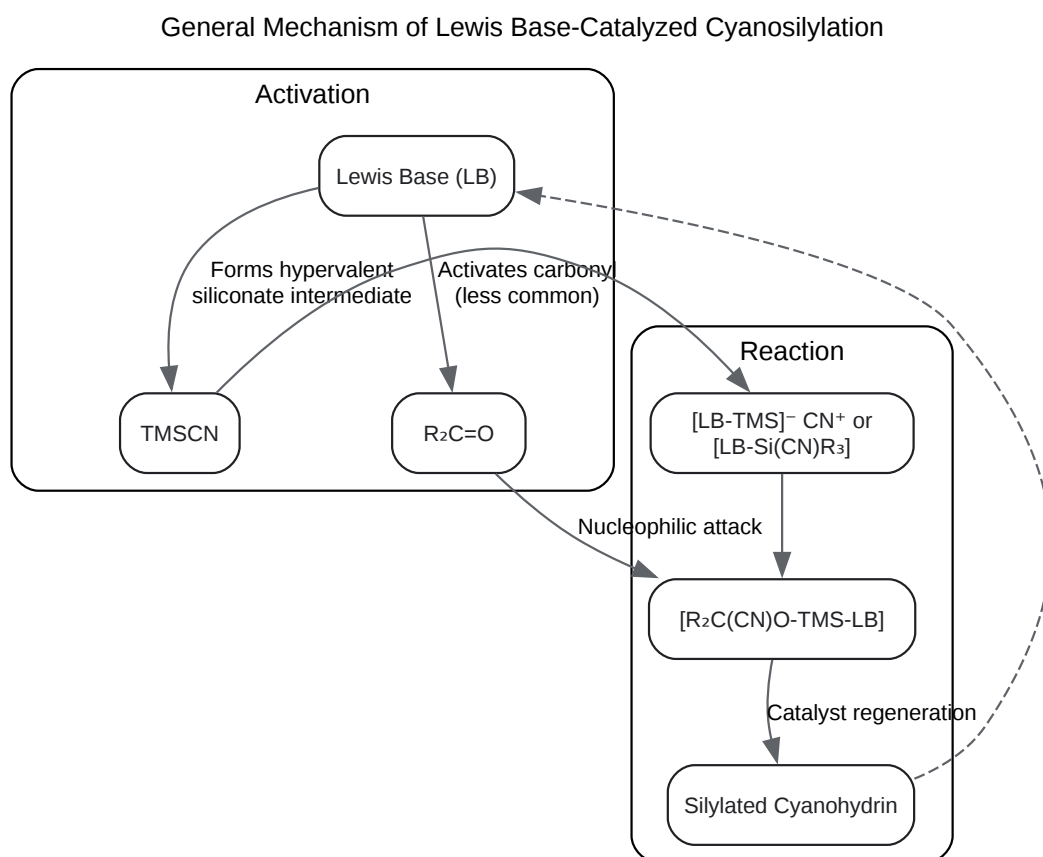 General Mechanism of Lewis Base-Catalyzed Cyanosilylation
Activation
Lewis Base (LB)
Forms hypervalent
siliconate intermediate
Activates carbonyl
(less common)
TMSCN
R₂C=O
Reaction
[LB-TMS]⁻ CN⁺ or
[LB-Si(CN)R₃]
Nucleophilic attack
[R₂C(CN)O-TMS-LB]
Catalyst regeneration
Silylated Cyanohydrin